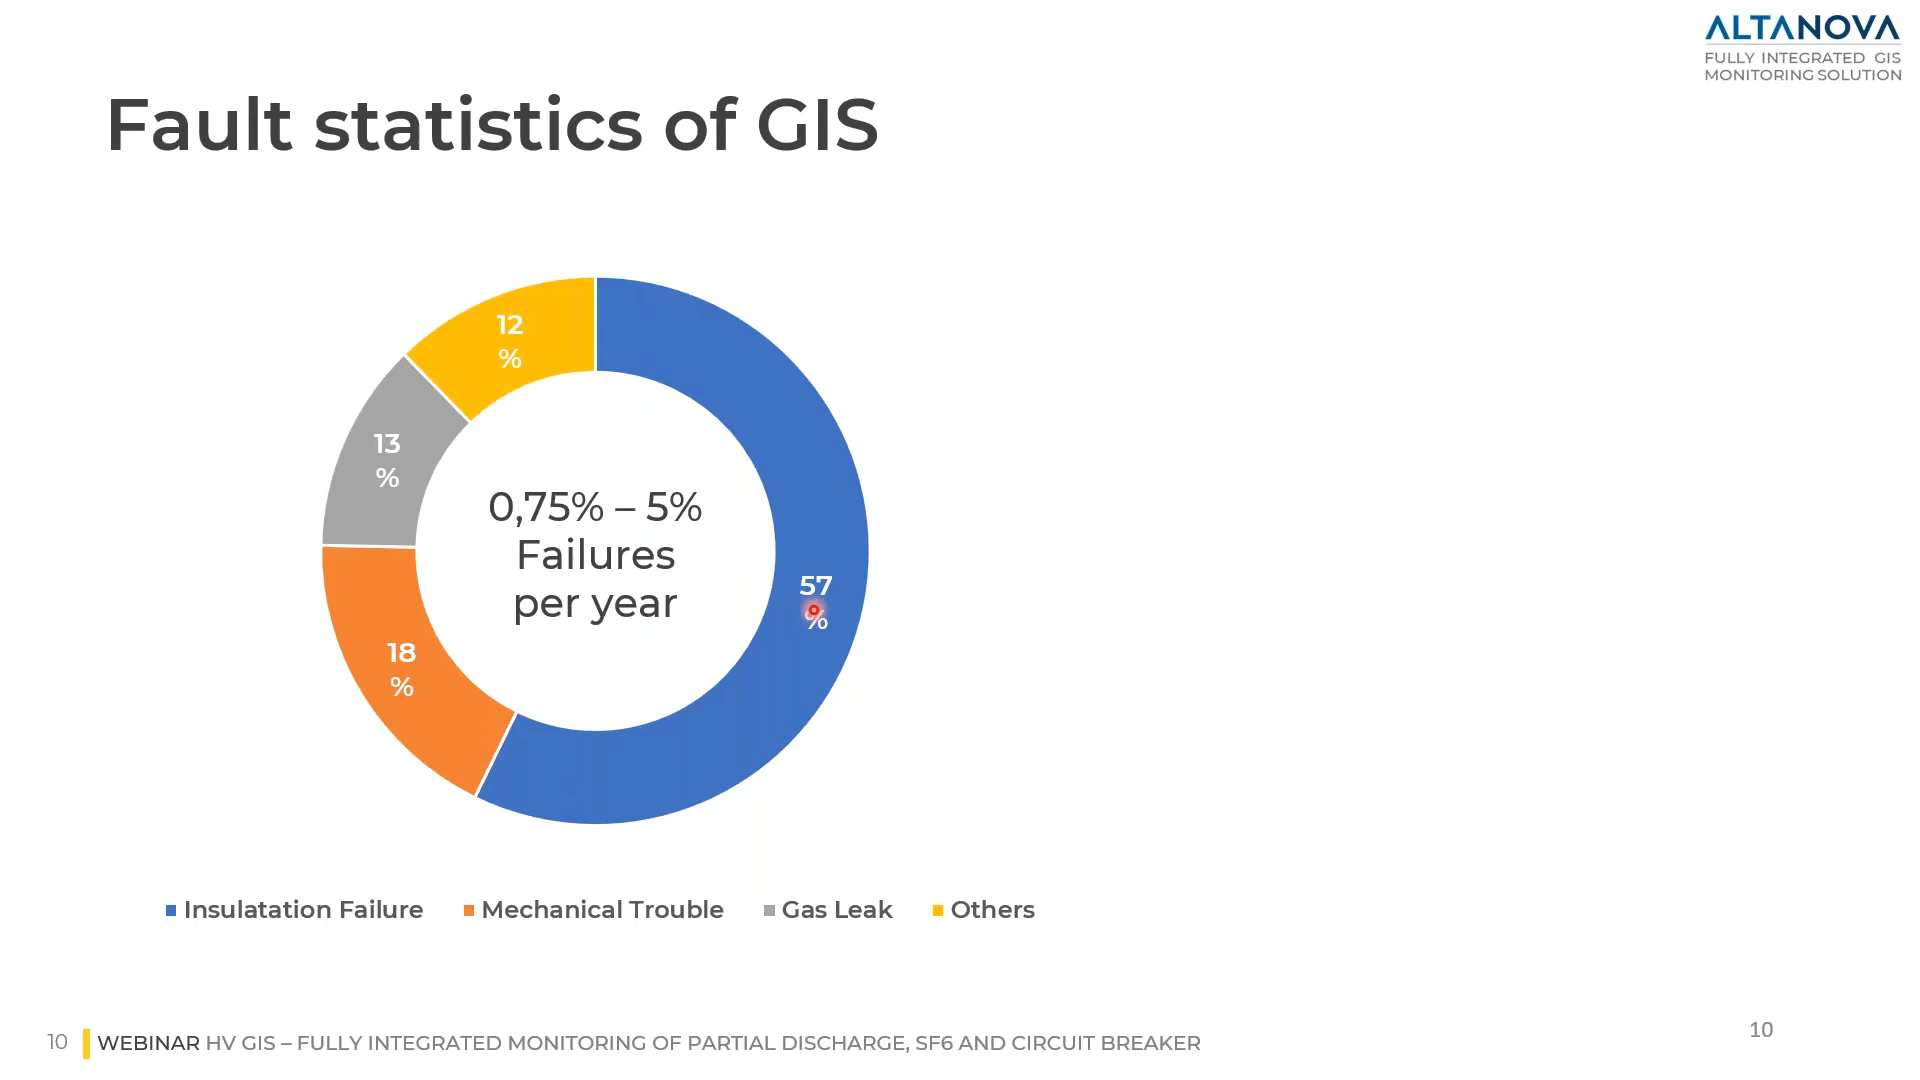 ALTANOVA
FULLY INTEGRATED GIS
MONITORING SOLUTION
Fault statistics of GIS
12
%
13
%
0,75% – 5%
Failures
per year
57
%
18
%
Insulatation Failure
Mechanical Trouble
Gas Leak
Others
10
WEBINAR HV GIS – FULLY INTEGRATED MONITORING OF PARTIAL DISCHARGE, SF6 AND CIRCUIT BREAKER
10